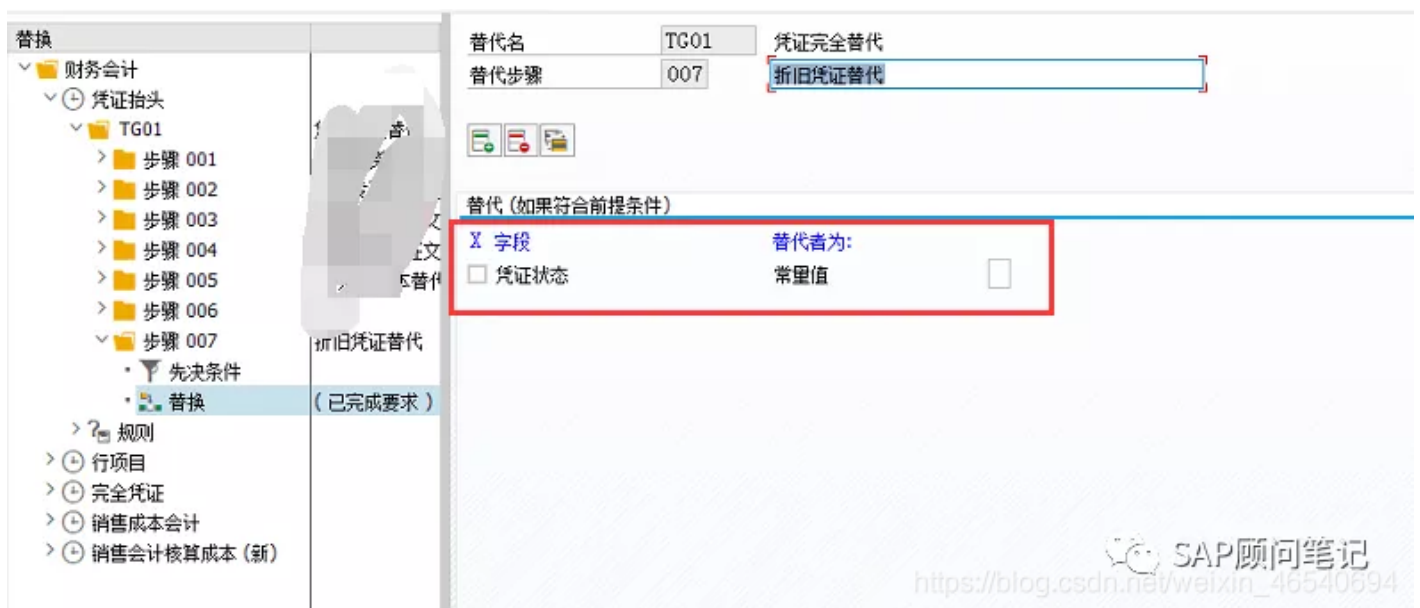 替换
财务会计
凭证抬头
TG01
步骤 001
步骤 002
步骤 003
步骤 004
步骤 005
步骤 006
步骤 007 折旧凭证替代
先决条件
替换 (已完成要求)
规则
行项目
完全凭证
销售成本会计
销售会计核算成本 (新)
替代名 TG01 凭证完全替代
替代步骤 007 折旧凭证替代
替代 (如果符合前提条件)
X 字段 替代者为:
凭证状态 常量值
SAP顾问笔记
https://blog.csdn.net/weixin_46540694